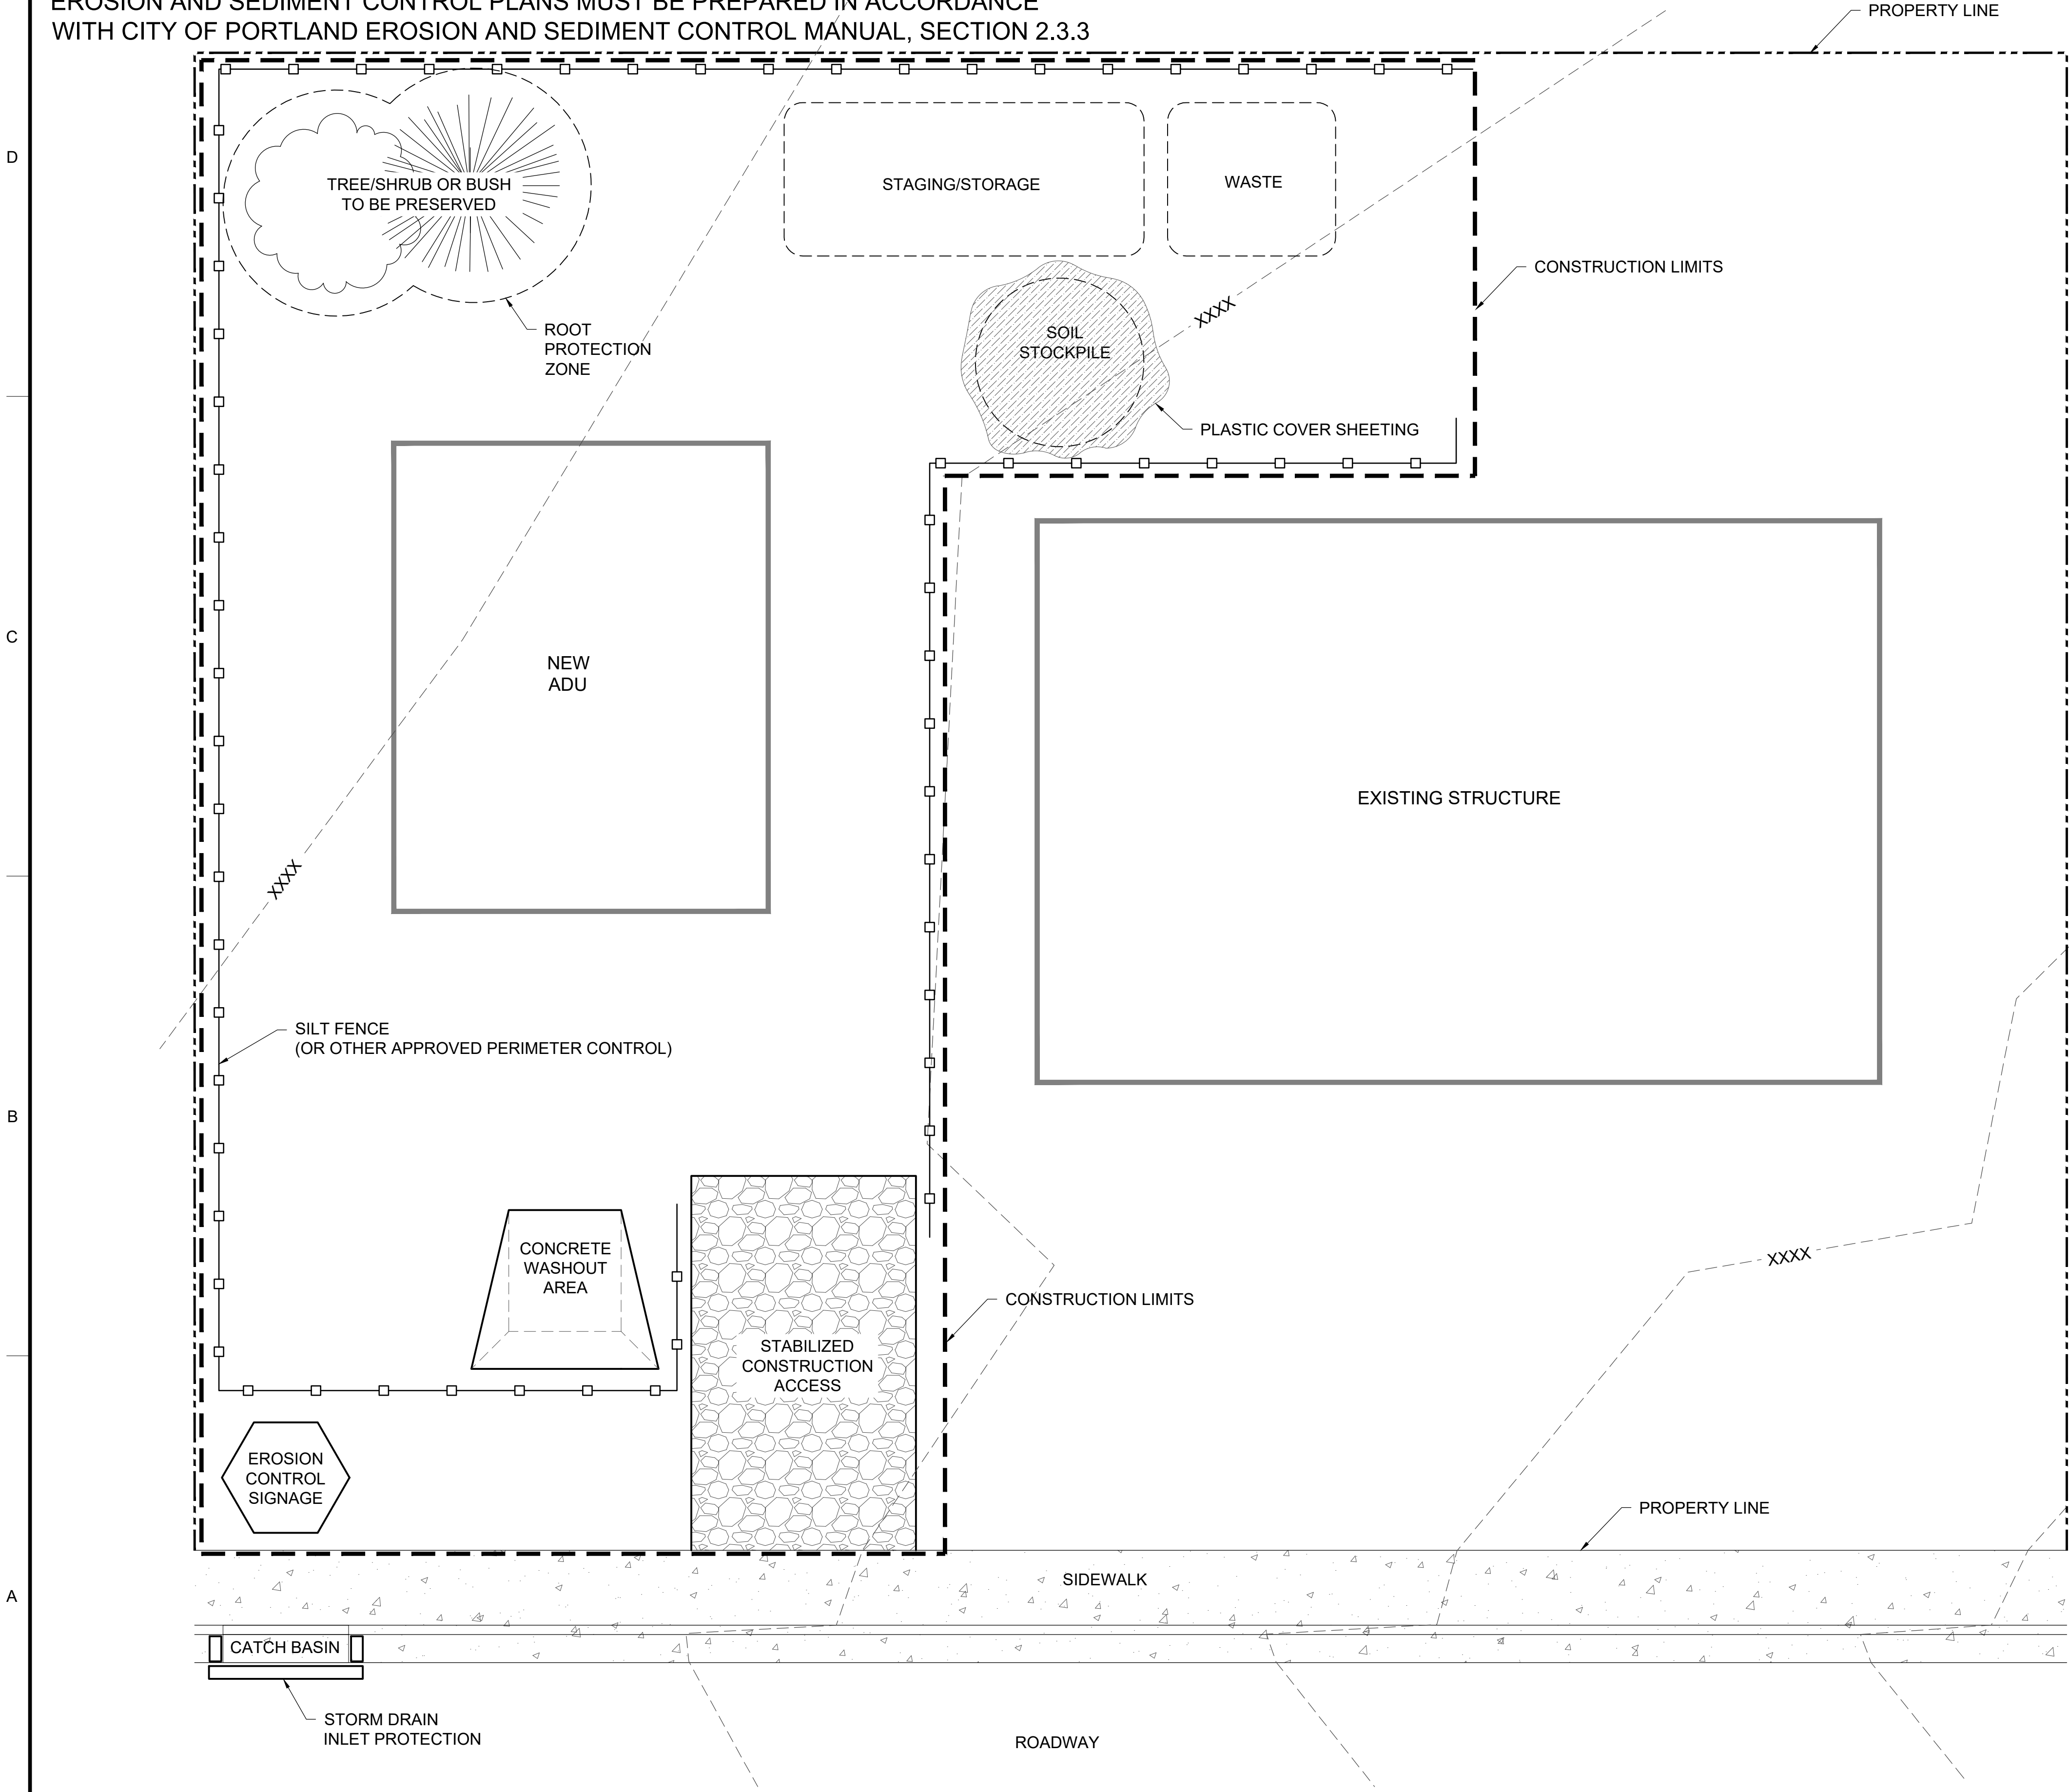 EROSION AND SEDIMENT CONTROL PLANS MUST BE PREPARED IN ACCORDANCE
WITH CITY OF PORTLAND EROSION AND SEDIMENT CONTROL MANUAL, SECTION 2.3.3
PROPERTY LINE
D
TREE/SHRUB OR BUSH
TO BE PRESERVED
STAGING/STORAGE
WASTE
CONSTRUCTION LIMITS
XXXX
ROOT
PROTECTION
ZONE
SOIL
STOCKPILE
PLASTIC COVER SHEETING
C
NEW
ADU
EXISTING STRUCTURE
XXXX
SILT FENCE
(OR OTHER APPROVED PERIMETER CONTROL)
B
CONCRETE
WASHOUT
AREA
XXXX
CONSTRUCTION LIMITS
STABILIZED
CONSTRUCTION
ACCESS
EROSION
CONTROL
SIGNAGE
PROPERTY LINE
A
SIDEWALK
CATCH BASIN
STORM DRAIN
INLET PROTECTION
ROADWAY